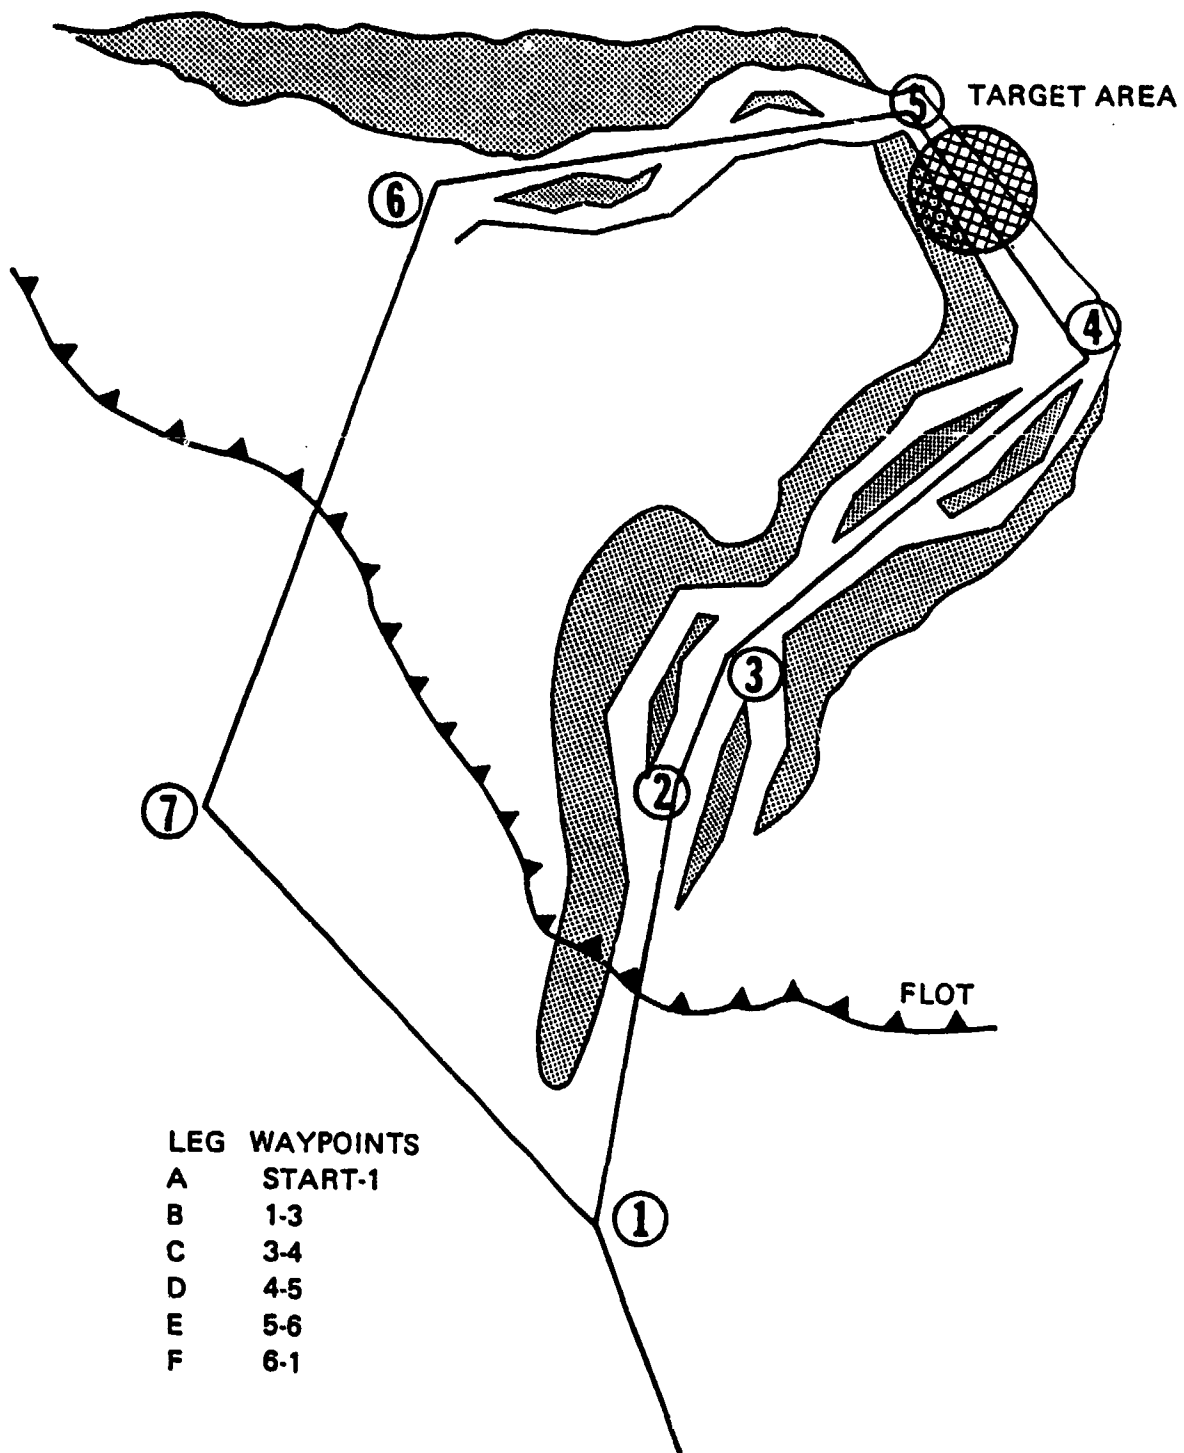 5 TARGET AREA
6
4
3
2
7
FLOT
LEG WAYPOINTS
A START-1
B 1-3
C 3-4
D 4-5
E 5-6
F 6-1
1